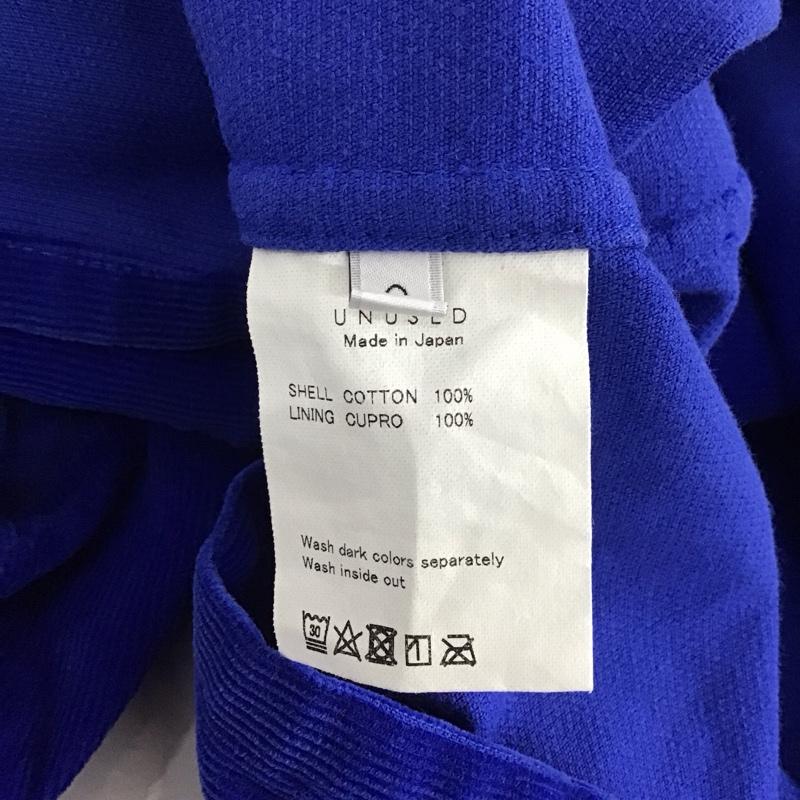 UNUSED
Made in Japan
SHELL COTTON 100%
LINING CUPRO 100%
Wash dark colors separately
Wash inside out
30